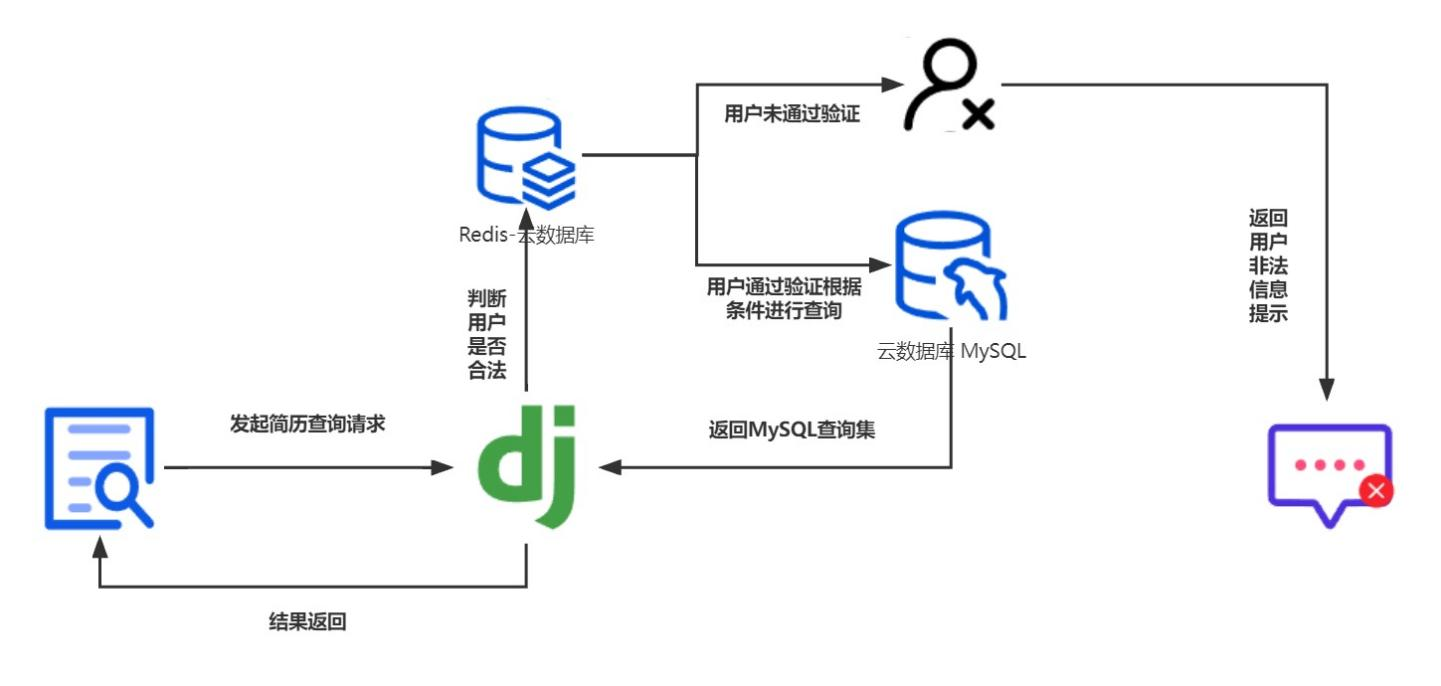 用户未通过验证
Redis-云数据库
返回
用户
非法
信息
提示
用户通过验证根据
条件进行查询
判断
用户
是否
合法
云数据库 MySQL
发起简历查询请求
dj
返回MySQL查询集
结果返回